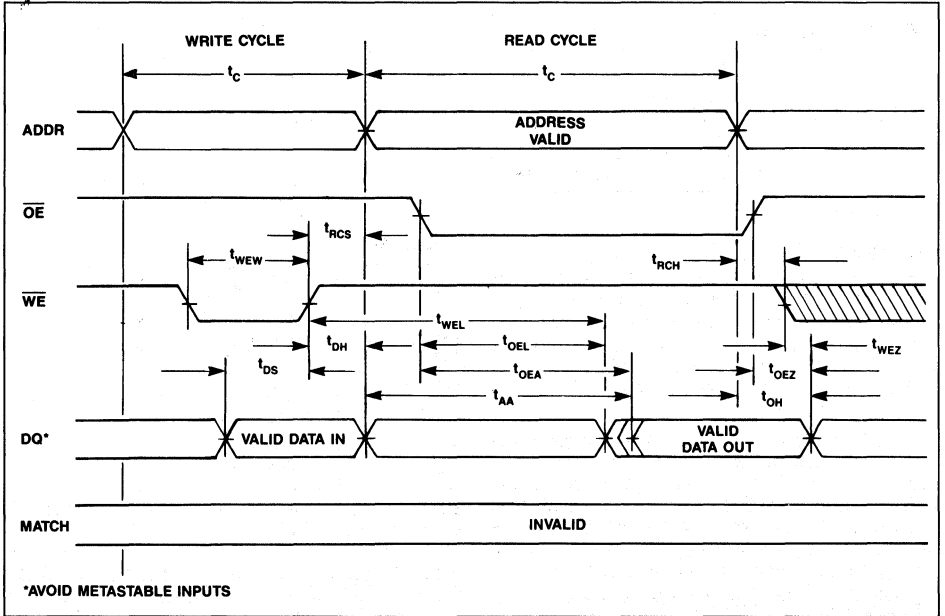 WRITE CYCLE
READ CYCLE
tC
tC
ADDR
ADDRESS
VALID
OE
tRCS
tWEW
tRCH
WE
tWEL
tDH
tOEL
tWEZ
tDS
tOEA
tOEZ
tAA
tOH
DQ*
VALID DATA IN
VALID
DATA OUT
MATCH
INVALID
*AVOID METASTABLE INPUTS